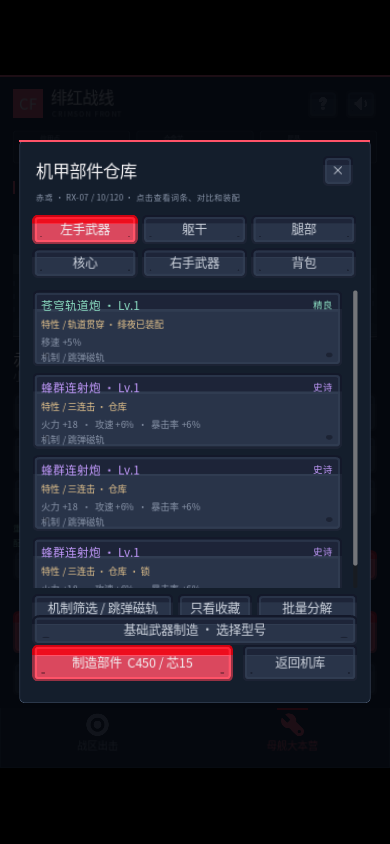 CF 绯红战线
?
机甲部件仓库 ×
赤鸢 · RX-07 / 10/120 · 点击查看词条、对比和装配
左手武器 躯干 腿部
核心 右手武器 背包
苍穹轨道炮 · Lv.1 精良
特性 / 轨道贯穿 · 绯夜已装配
移速 +5%
机制 / 跳弹磁轨
蜂群连射炮 · Lv.1 史诗
特性 / 三连击 · 仓库
火力 +18 · 攻速 +6% · 暴击率 +6%
机制 / 跳弹磁轨
蜂群连射炮 · Lv.1 史诗
特性 / 三连击 · 仓库
火力 +18 · 攻速 +6% · 暴击率 +6%
机制 / 跳弹磁轨
蜂群连射炮 · Lv.1 史诗
特性 / 三连击 · 仓库 · 锁
机制筛选 / 跳弹磁轨 只看收藏 批量分解
基础武器制造 · 选择型号
制造部件 C450 / 芯15 返回机库